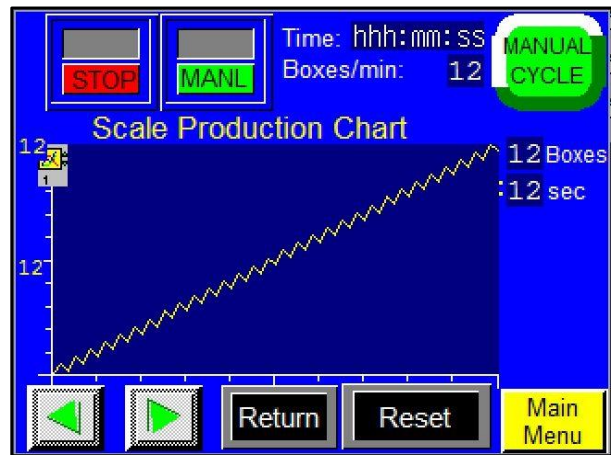 STOP
MANL
Time: hhh:mm:ss
Boxes/min: 12
MANUAL
CYCLE
Scale Production Chart
12
1
12
12 Boxes
:12 sec
Return
Reset
Main
Menu